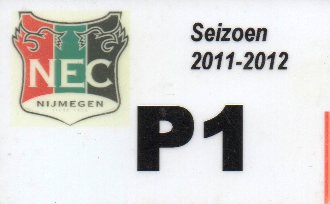 NEC
NIJMEGEN
Seizoen
2011-2012
P1